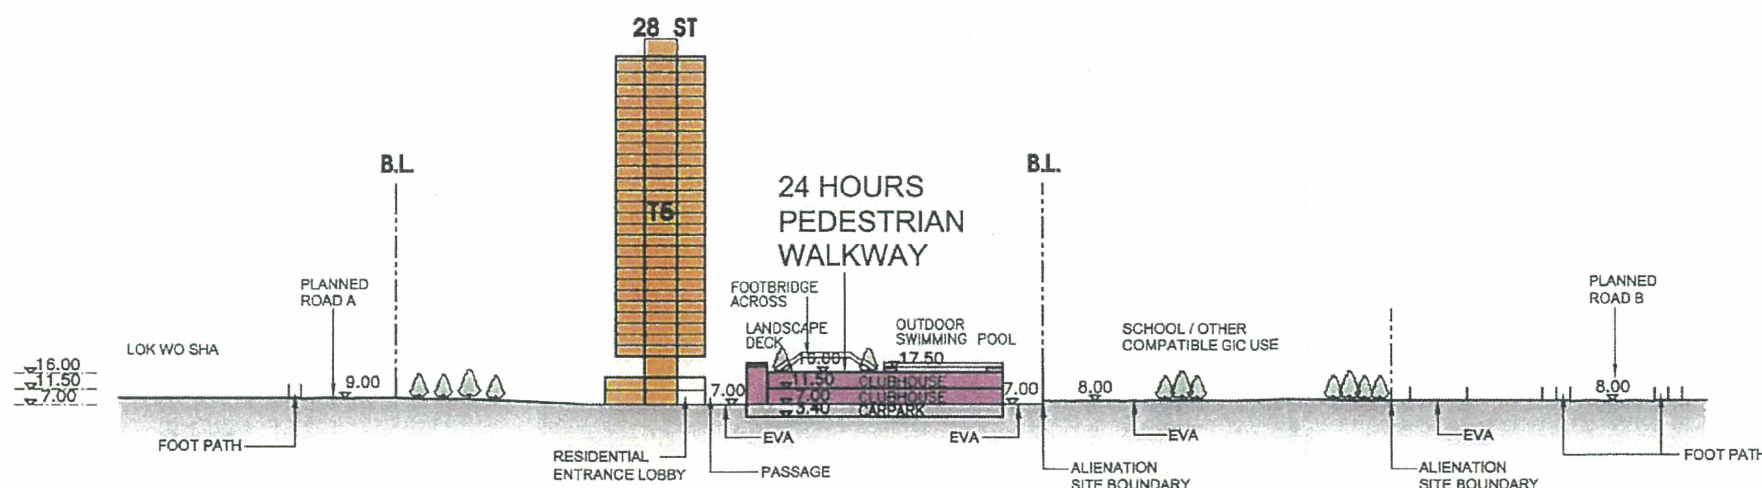 28 ST
B.L.
T5
24 HOURS
PEDESTRIAN
WALKWAY
B.L.
PLANNED
ROAD A
FOOTBRIDGE
ACROSS
LANDSCAPE
DECK
OUTDOOR
SWIMMING POOL
SCHOOL / OTHER
COMPATIBLE GIC USE
PLANNED
ROAD B
LOK WO SHA
16.00
11.50
7.00
9.00
7.00
17.50
11.50 CLUBHOUSE
7.00 CLUBHOUSE
3.40 CARPARK
7.00
8.00
8.00
FOOT PATH
RESIDENTIAL
ENTRANCE LOBBY
PASSAGE
EVA
EVA
EVA
EVA
ALIENATION
SITE BOUNDARY
ALIENATION
SITE BOUNDARY
FOOT PATH